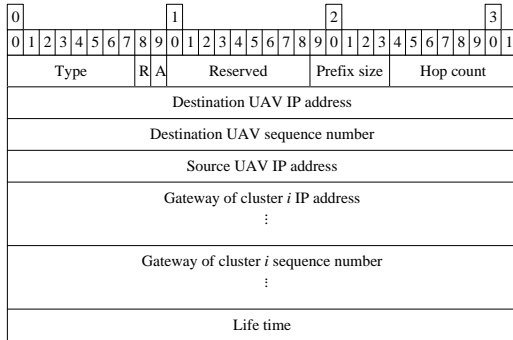 0 1 2 3
0 1 2 3 4 5 6 7 8 9 0 1 2 3 4 5 6 7 8 9 0 1 2 3 4 5 6 7 8 9 0 1
Type R A Reserved Prefix size Hop count
Destination UAV IP address
Destination UAV sequence number
Source UAV IP address
Gateway of cluster i IP address
⋮
Gateway of cluster i sequence number
⋮
Life time